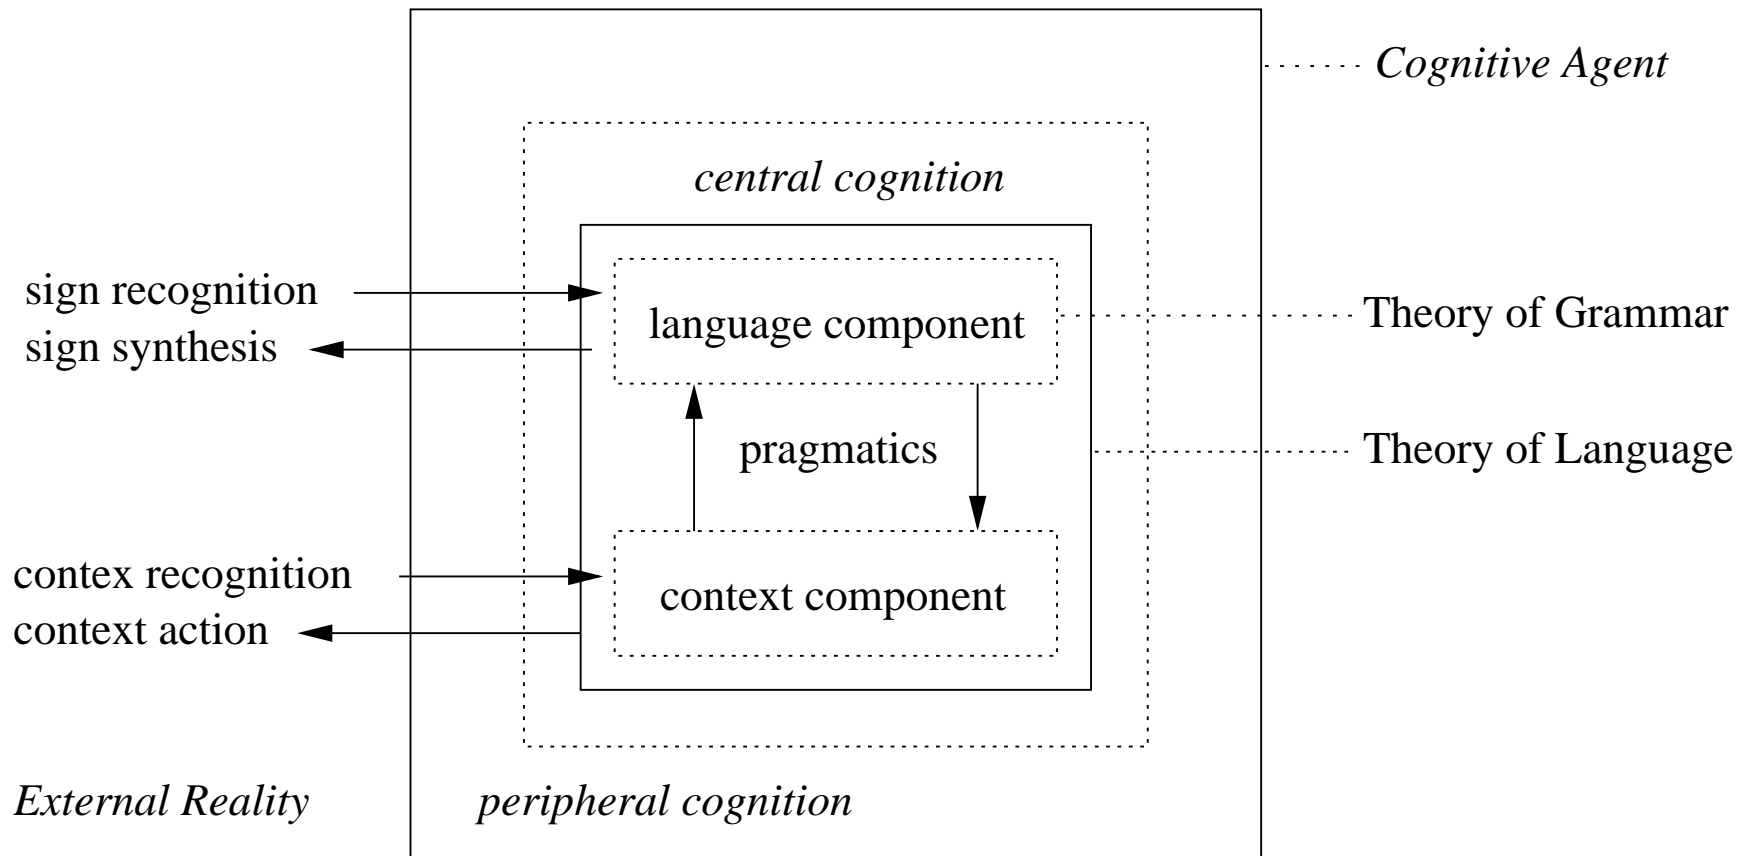 Cognitive Agent
central cognition
sign recognition
sign synthesis
language component
Theory of Grammar
pragmatics
Theory of Language
contex recognition
context action
context component
External Reality
peripheral cognition